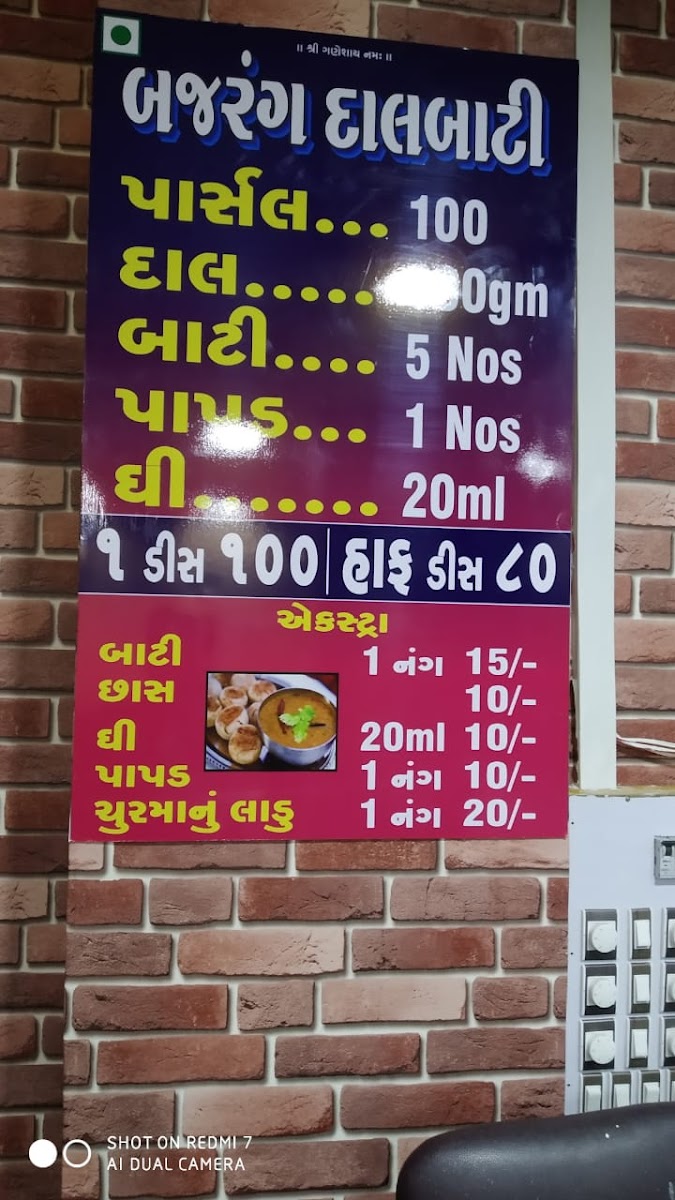 ॥ શ્રી ગણેશાય નમઃ ॥
બજરંગ દાલબાટી
પાર્સલ... 100
દાલ.....
બાટી.... 5 Nos
પાપડ... 1 Nos
ઘી....... 20ml
૧ ડીસ ૧૦૦ | હાફ ડીસ ૮૦
એકસ્ટ્રા
બાટી 1 નંગ 15/-
છાસ 10/-
ઘી 20ml 10/-
પાપડ 1 નંગ 10/-
ચુરમાનું લાડુ 1 નંગ 20/-
SHOT ON REDMI 7
AI DUAL CAMERA